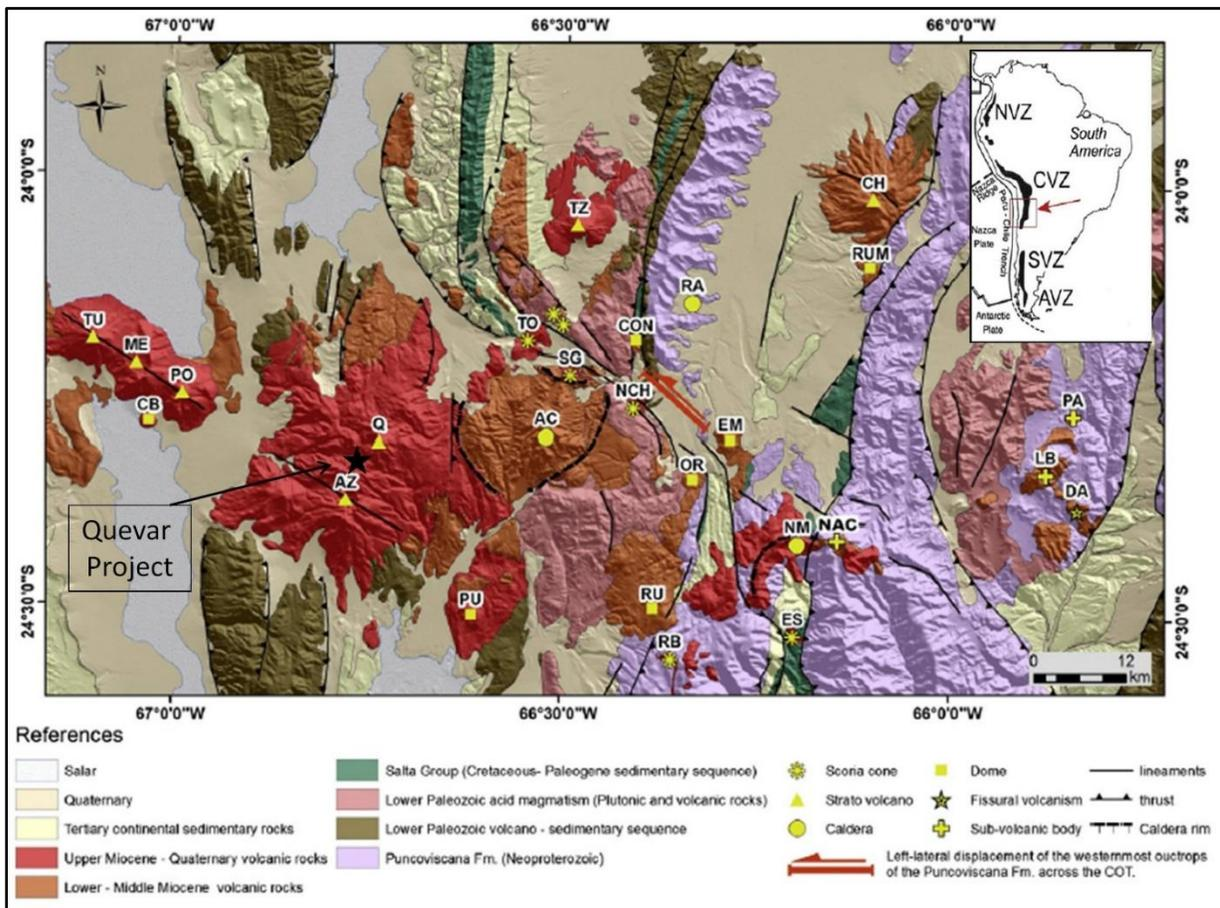 67°0'0"W
66°30'0"W
66°0'0"W
N
24°0'0"S
24°0'0"S
NVZ
South
America
CVZ
Nazca
Ridge
Peru - Chile Trench
Nazca
Plate
SVZ
AVZ
Antarctic
Plate
CH
TZ
RUM
RA
TU
TO
CON
ME
SG
PO
NCH
PA
CB
Q
AC
EM
LB
AZ
OR
DA
Quevar
Project
NM
NAC
24°30'0"S
24°30'0"S
PU
RU
ES
RB
0 12
km
67°0'0"W
66°30'0"W
66°0'0"W
References
Salar
Quaternary
Tertiary continental sedimentary rocks
Upper Miocene - Quaternary volcanic rocks
Lower - Middle Miocene volcanic rocks
Salta Group (Cretaceous- Paleogene sedimentary sequence)
Lower Paleozoic acid magmatism (Plutonic and volcanic rocks)
Lower Paleozoic volcano - sedimentary sequence
Puncoviscana Fm. (Neoproterozoic)
Scoria cone
Strato volcano
Caldera
Dome
Fissural volcanism
Sub-volcanic body
lineaments
thrust
Caldera rim
Left-lateral displacement of the westernmost ouctrops
of the Puncoviscana Fm. across the COT.